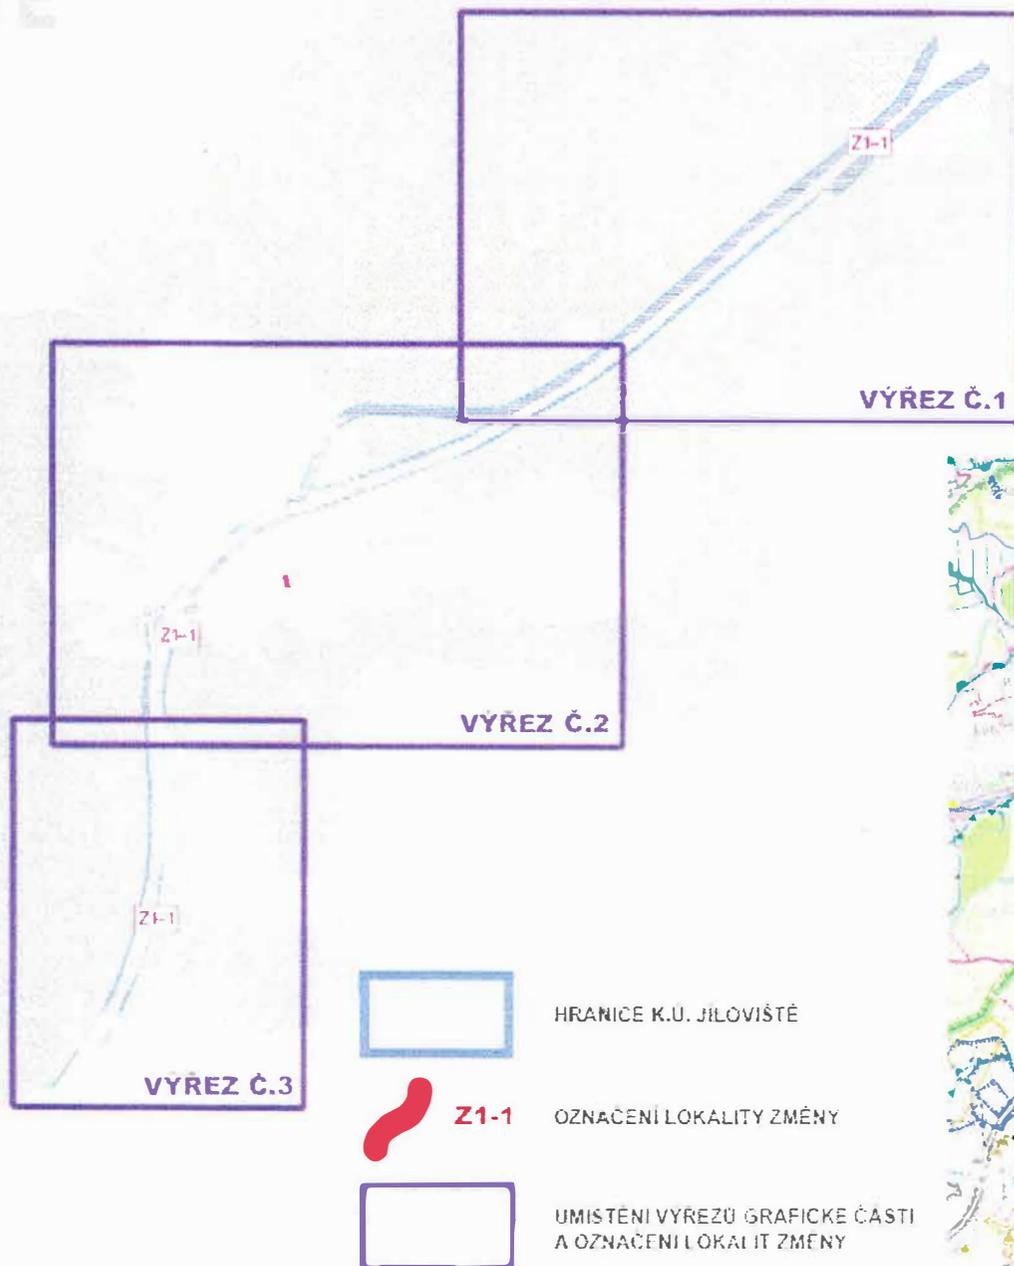 Z1-1
VÝŘEZ Č.1
Z1-1
VÝŘEZ Č.2
Z1-1
VÝŘEZ Č.3
HRANICE K.Ú. JÍLOVIŠTĚ
Z1-1 OZNAČENÍ LOKALITY ZMĚNY
UMÍSTĚNÍ VÝŘEZŮ GRAFICKÉ ČÁSTI
A OZNAČENÍ LOKALIT ZMĚNY